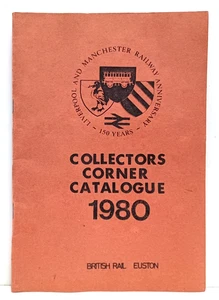 LIVERPOOL AND MANCHESTER RAILWAY ANNIVERSARY
– 150 YEARS –
COLLECTORS
CORNER
CATALOGUE
1980
BRITISH RAIL EUSTON